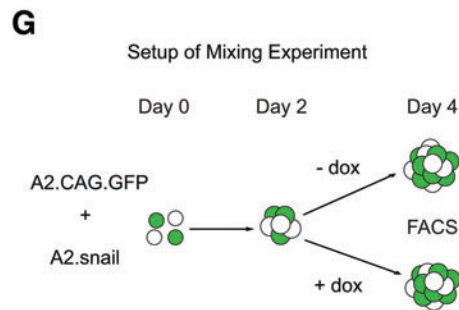 G
Setup of Mixing Experiment
Day 0 Day 2 Day 4
A2.CAG.GFP
+
A2.snail
- dox
FACS
+ dox